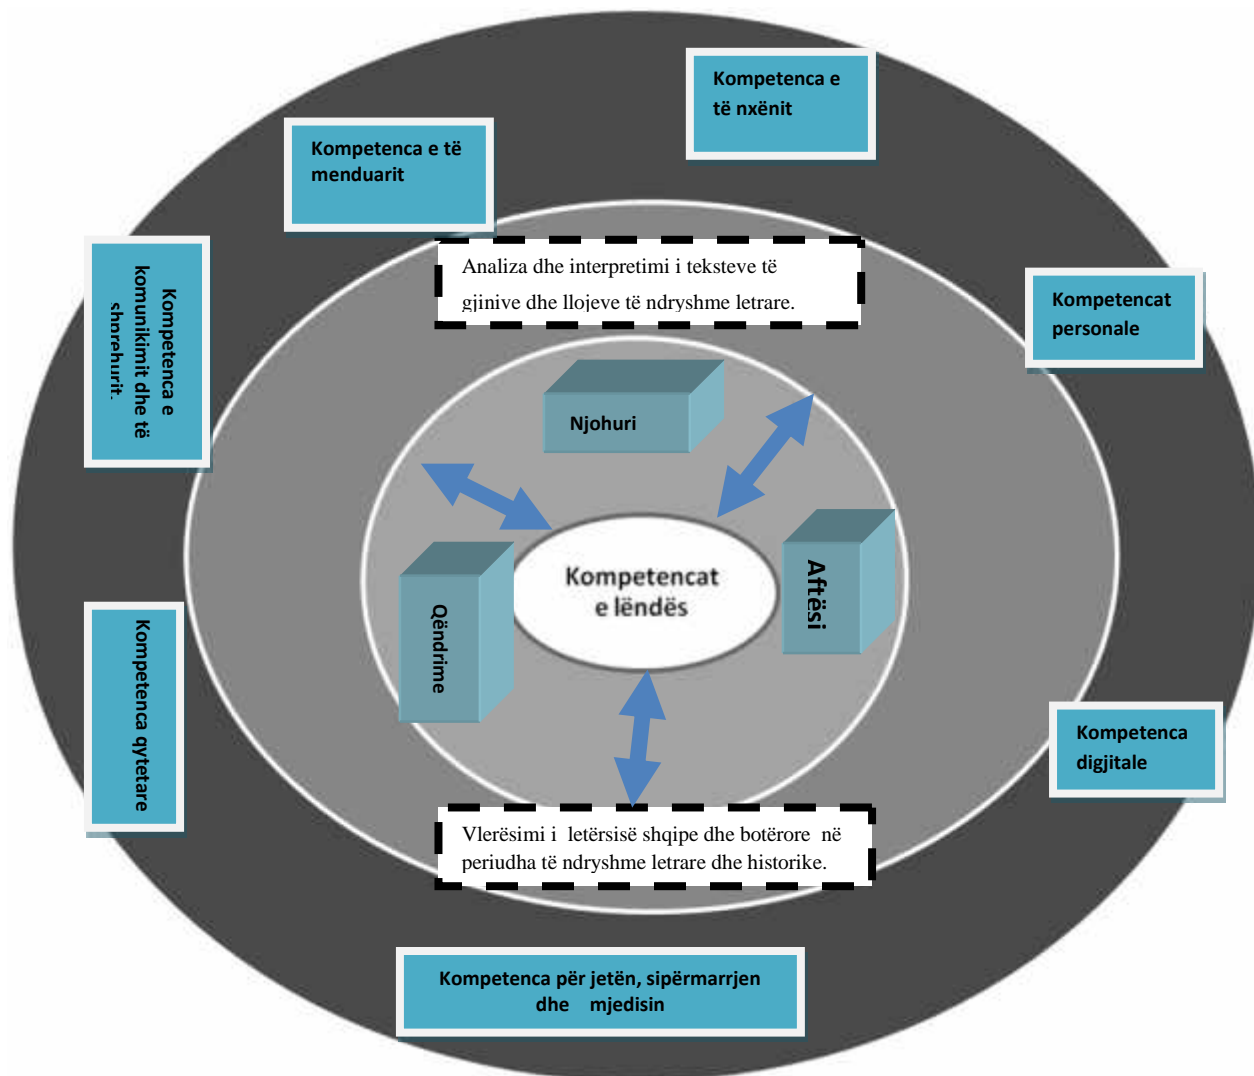 Kompetenca e
të nxënit
Kompetenca e të
menduarit
Kompetenca e
komunikimit dhe të
shprehurit.
Analiza dhe interpretimi i teksteve të
gjinive dhe llojeve të ndryshme letrare.
Kompetencat
personale
Njohuri
Kompetencat
e lëndës
Aftësi
Qëndrime
Kompetenca qytetare
Kompetenca
digjitale
Vlerësimi i letërsisë shqipe dhe botërore në
periudha të ndryshme letrare dhe historike.
Kompetenca për jetën, sipërmarrjen
dhe mjedisin